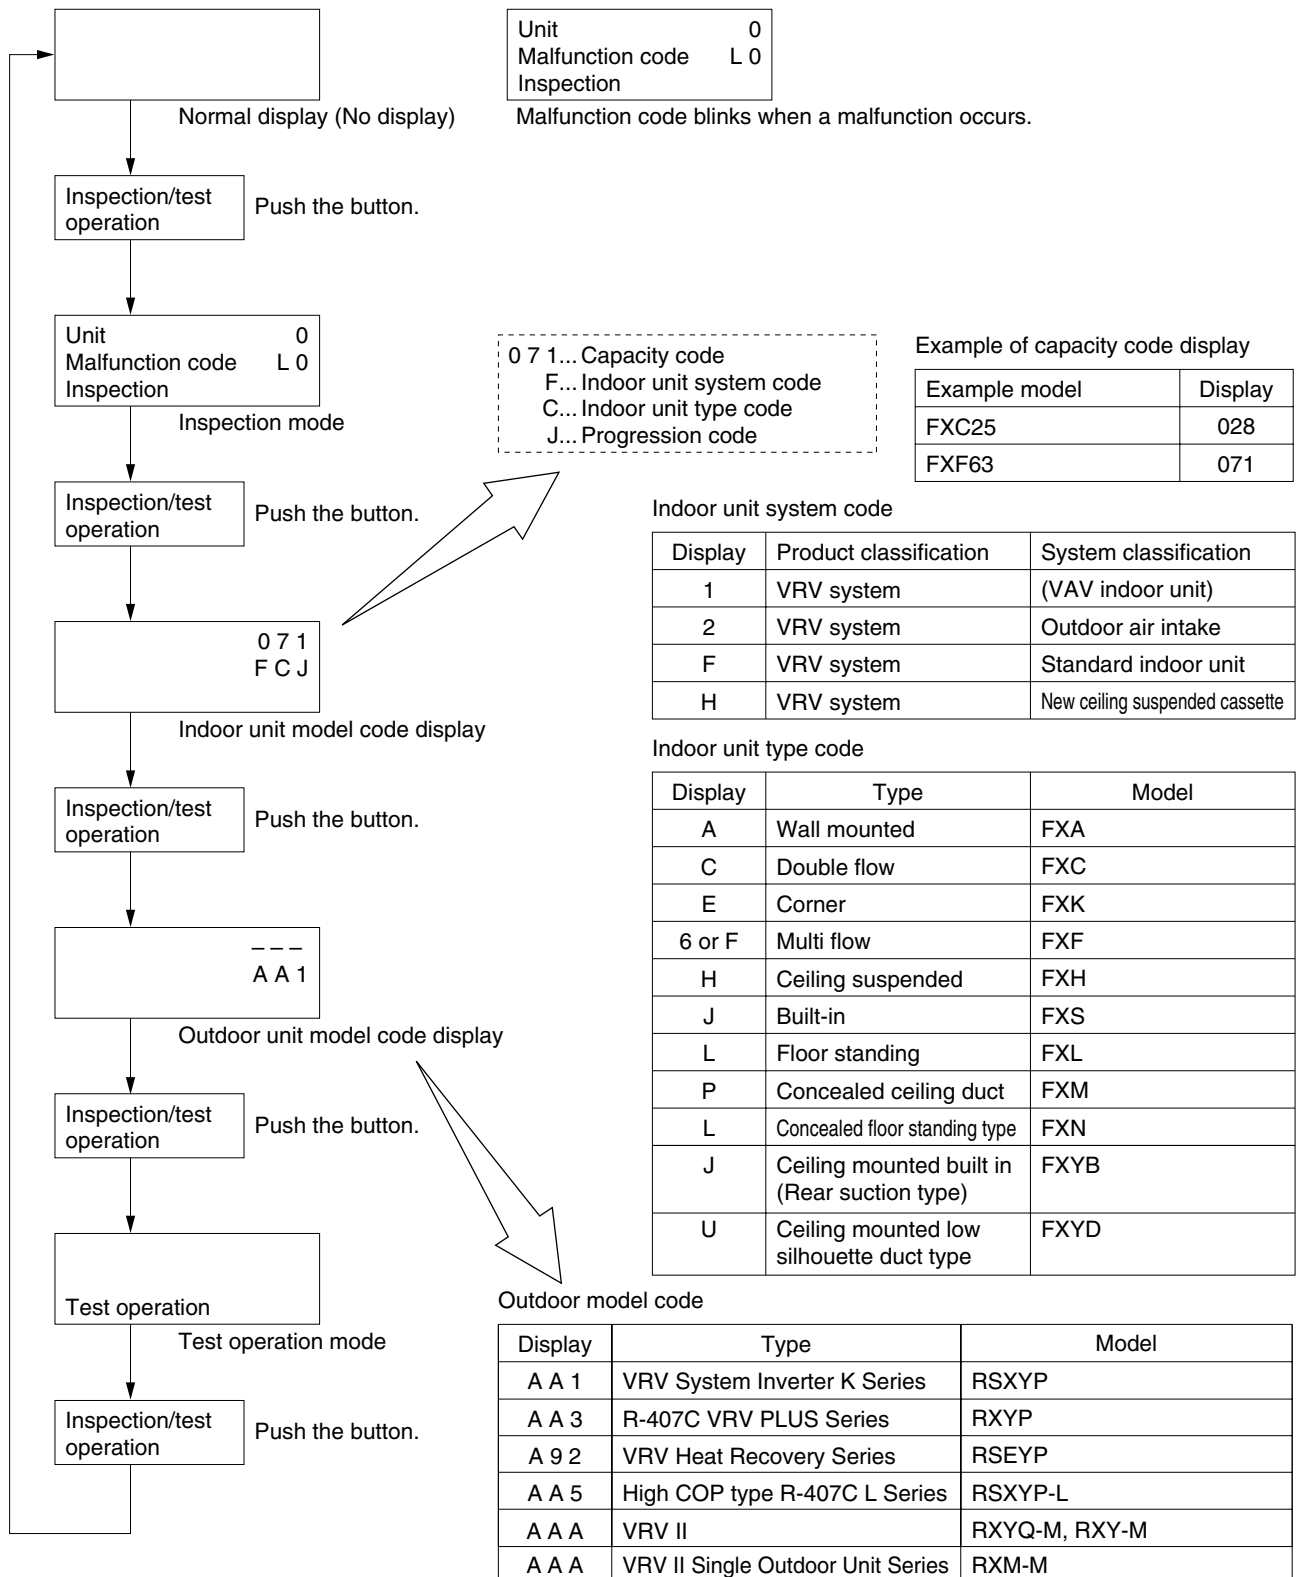 Unit 0
Malfunction code L 0
Inspection
Normal display (No display)
Malfunction code blinks when a malfunction occurs.
Inspection/test
operation
Push the button.
Unit 0
Malfunction code L 0
Inspection
Inspection mode
0 7 1... Capacity code
F... Indoor unit system code
C... Indoor unit type code
J... Progression code
Example of capacity code display
Example model Display
FXC25 028
FXF63 071
Inspection/test
operation
Push the button.
Indoor unit system code
Display Product classification System classification
1 VRV system (VAV indoor unit)
2 VRV system Outdoor air intake
F VRV system Standard indoor unit
H VRV system New ceiling suspended cassette
0 7 1
F C J
Indoor unit model code display
Inspection/test
operation
Push the button.
Indoor unit type code
Display Type Model
A Wall mounted FXA
C Double flow FXC
E Corner FXK
6 or F Multi flow FXF
H Ceiling suspended FXH
J Built-in FXS
L Floor standing FXL
P Concealed ceiling duct FXM
L Concealed floor standing type FXN
J Ceiling mounted built in FXYB
(Rear suction type)
U Ceiling mounted low FXYD
silhouette duct type
– – –
A A 1
Outdoor unit model code display
Inspection/test
operation
Push the button.
Test operation
Test operation mode
Inspection/test
operation
Push the button.
Outdoor model code
Display Type Model
A A 1 VRV System Inverter K Series RSXYP
A A 3 R-407C VRV PLUS Series RXYP
A 9 2 VRV Heat Recovery Series RSEYP
A A 5 High COP type R-407C L Series RSXYP-L
A A A VRV II RXYQ-M, RXY-M
A A A VRV II Single Outdoor Unit Series RXM-M